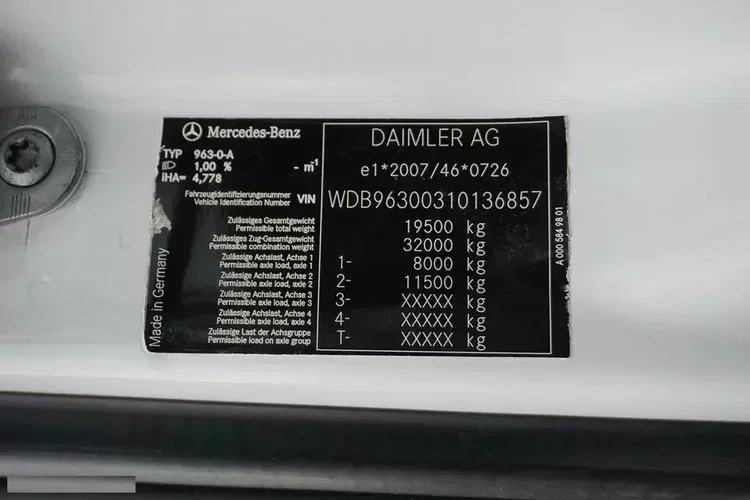 Mercedes-Benz
TYP 963-0-A
1,00 % - m⁻¹
IHA= 4,778
Fahrzeugidentifizierungsnummer
Vehicle Identification Number VIN
Zulässiges Gesamtgewicht
Permissible total weight
Zulässiges Zug-Gesamtgewicht
Permissible combination weight
Zulässige Achslast, Achse 1
Permissible axle load, axle 1
Zulässige Achslast, Achse 2
Permissible axle load, axle 2
Zulässige Achslast, Achse 3
Permissible axle load, axle 3
Zulässige Achslast, Achse 4
Permissible axle load, axle 4
Zulässige Last der Achsgruppe
Permissible load on axle group
DAIMLER AG
e1*2007/46*0726
WDB96300310136857
19500 kg
32000 kg
1- 8000 kg
2- 11500 kg
3- XXXXX kg
4- XXXXX kg
T- XXXXX kg
Made in Germany
A 000 584 98 01